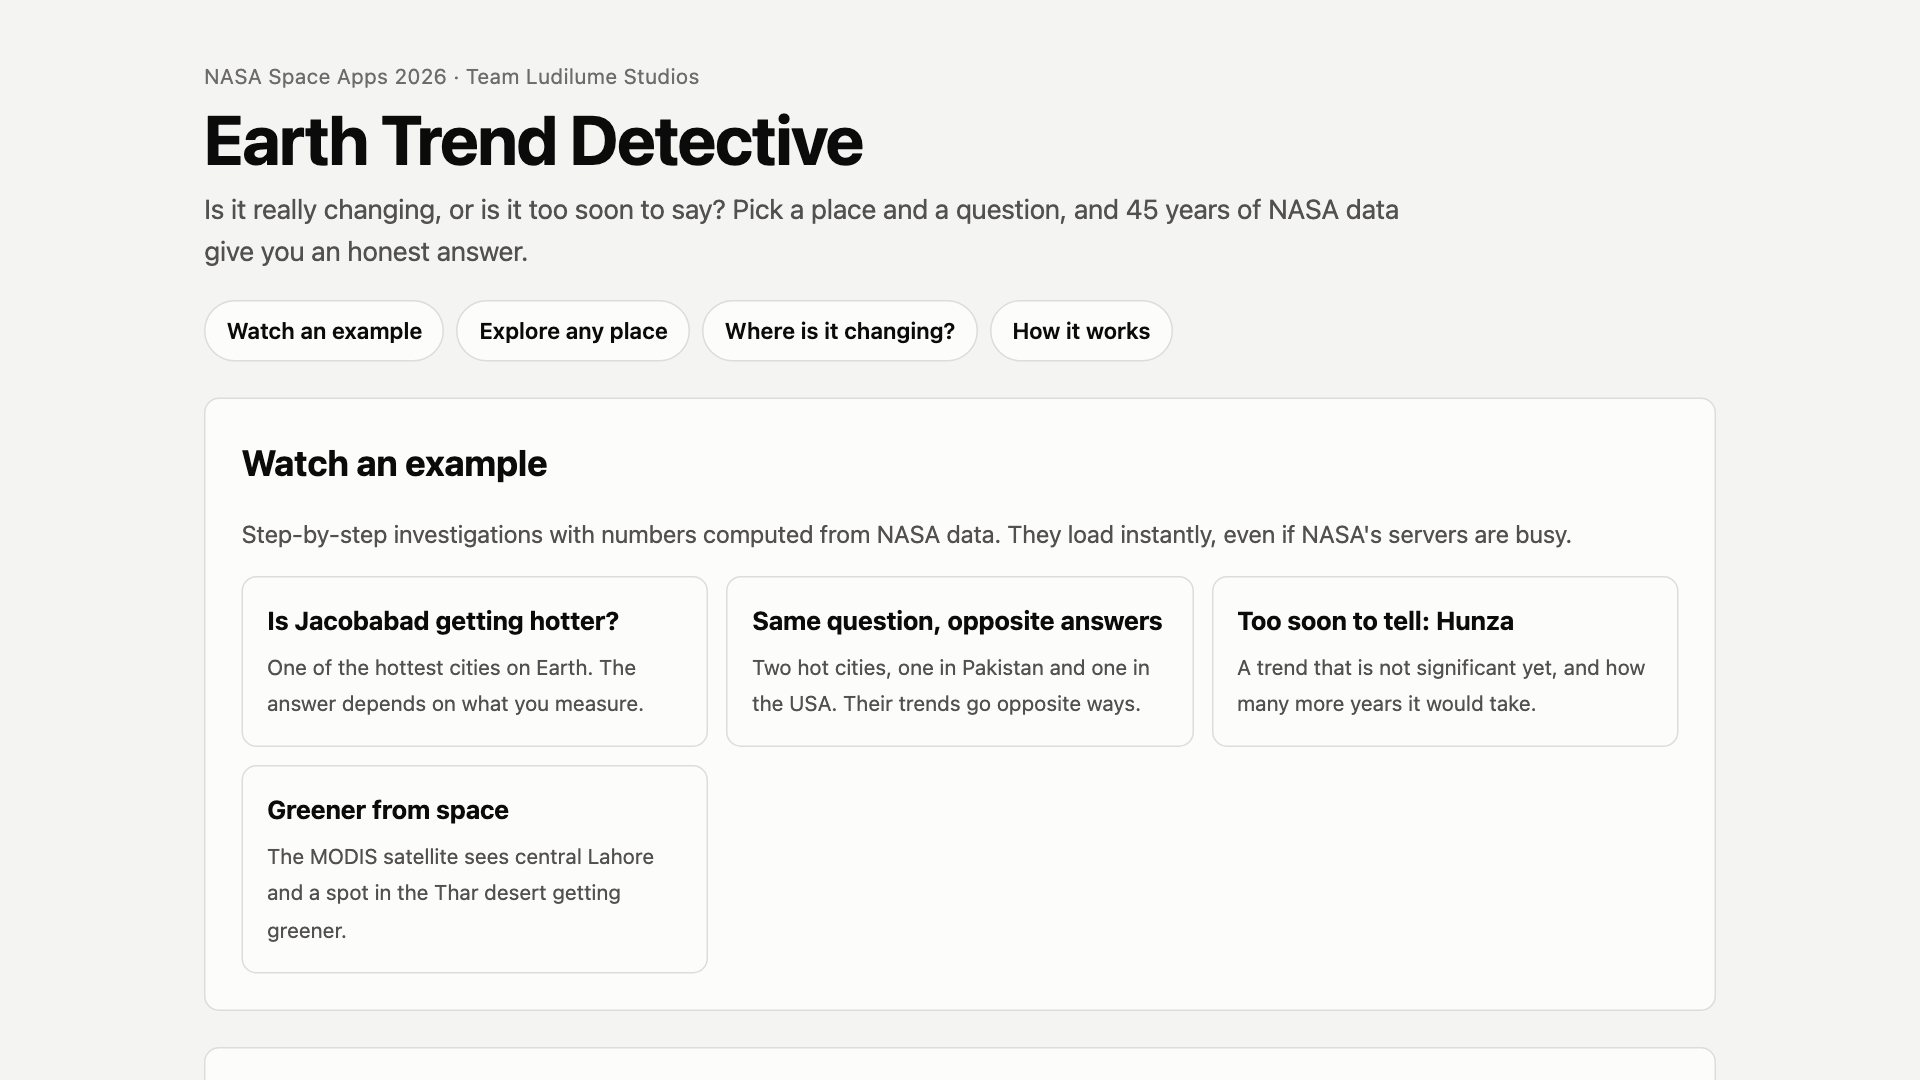 NASA Space Apps 2026 · Team Ludilume Studios
Earth Trend Detective
Is it really changing, or is it too soon to say? Pick a place and a question, and 45 years of NASA data
give you an honest answer.
Watch an example
Explore any place
Where is it changing?
How it works
Watch an example
Step-by-step investigations with numbers computed from NASA data. They load instantly, even if NASA's servers are busy.
Is Jacobabad getting hotter?
One of the hottest cities on Earth. The
answer depends on what you measure.
Same question, opposite answers
Two hot cities, one in Pakistan and one in
the USA. Their trends go opposite ways.
Too soon to tell: Hunza
A trend that is not significant yet, and how
many more years it would take.
Greener from space
The MODIS satellite sees central Lahore
and a spot in the Thar desert getting
greener.